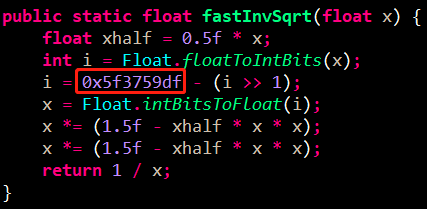 public static float fastInvSqrt(float x) {
    float xhalf = 0.5f * x;
    int i = Float.floatToIntBits(x);
    i = 0x5f3759df - (i >> 1);
    x = Float.intBitsToFloat(i);
    x *= (1.5f - xhalf * x * x);
    x *= (1.5f - xhalf * x * x);
    return 1 / x;
}